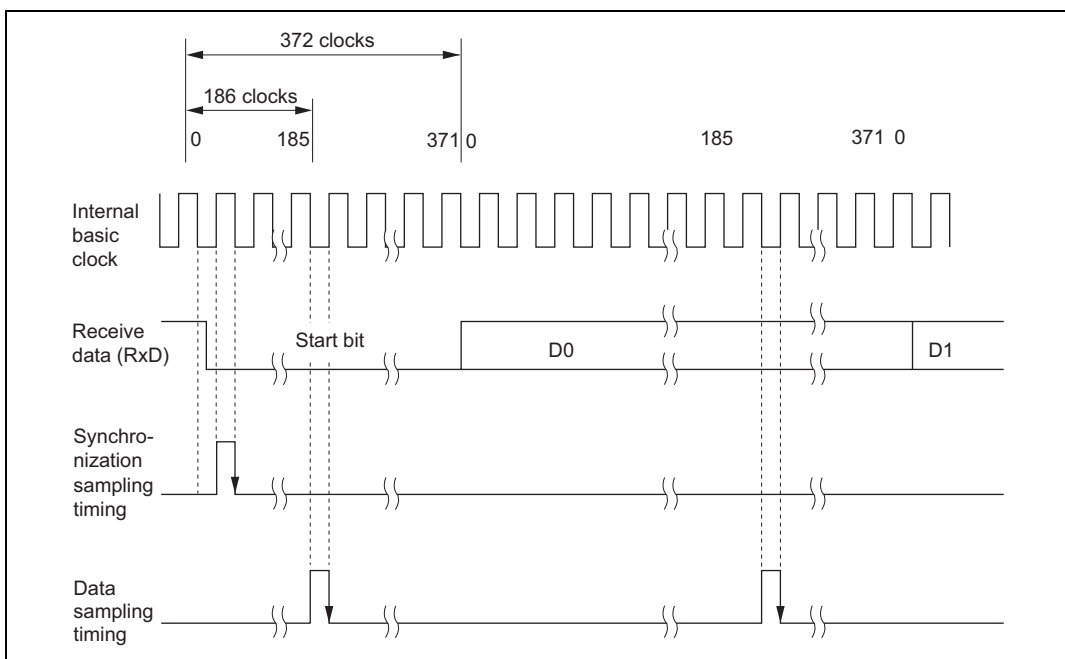 372 clocks
186 clocks
0 185 371 0 185 371 0
Internal
basic
clock
Receive
data (RxD)
Start bit
D0
D1
Synchro-
nization
sampling
timing
Data
sampling
timing